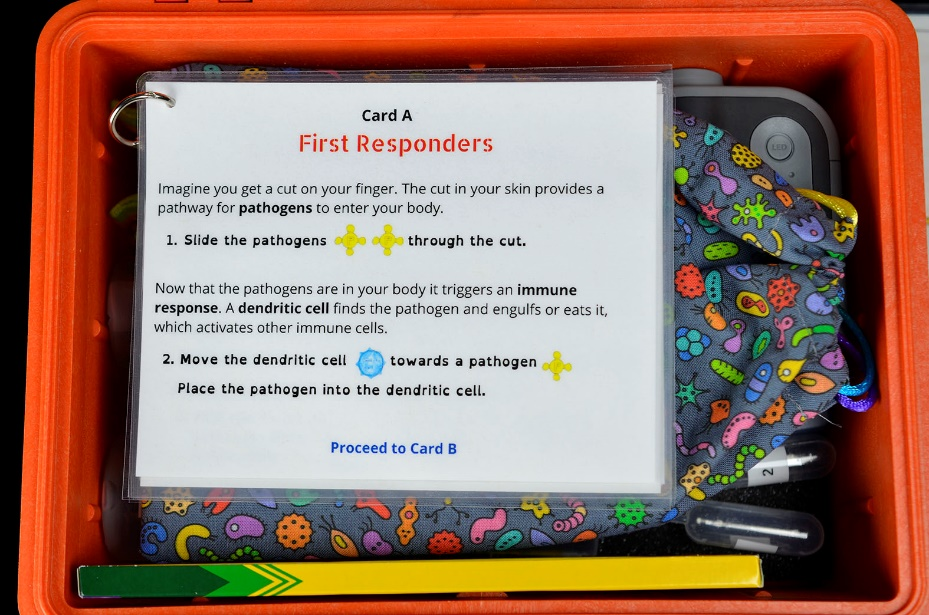 Card A
First Responders
Imagine you get a cut on your finger. The cut in your skin provides a
pathway for pathogens to enter your body.
1. Slide the pathogens through the cut.
Now that the pathogens are in your body it triggers an immune
response. A dendritic cell finds the pathogen and engulfs or eats it,
which activates other immune cells.
2. Move the dendritic cell towards a pathogen
Place the pathogen into the dendritic cell.
Proceed to Card B
LED
2